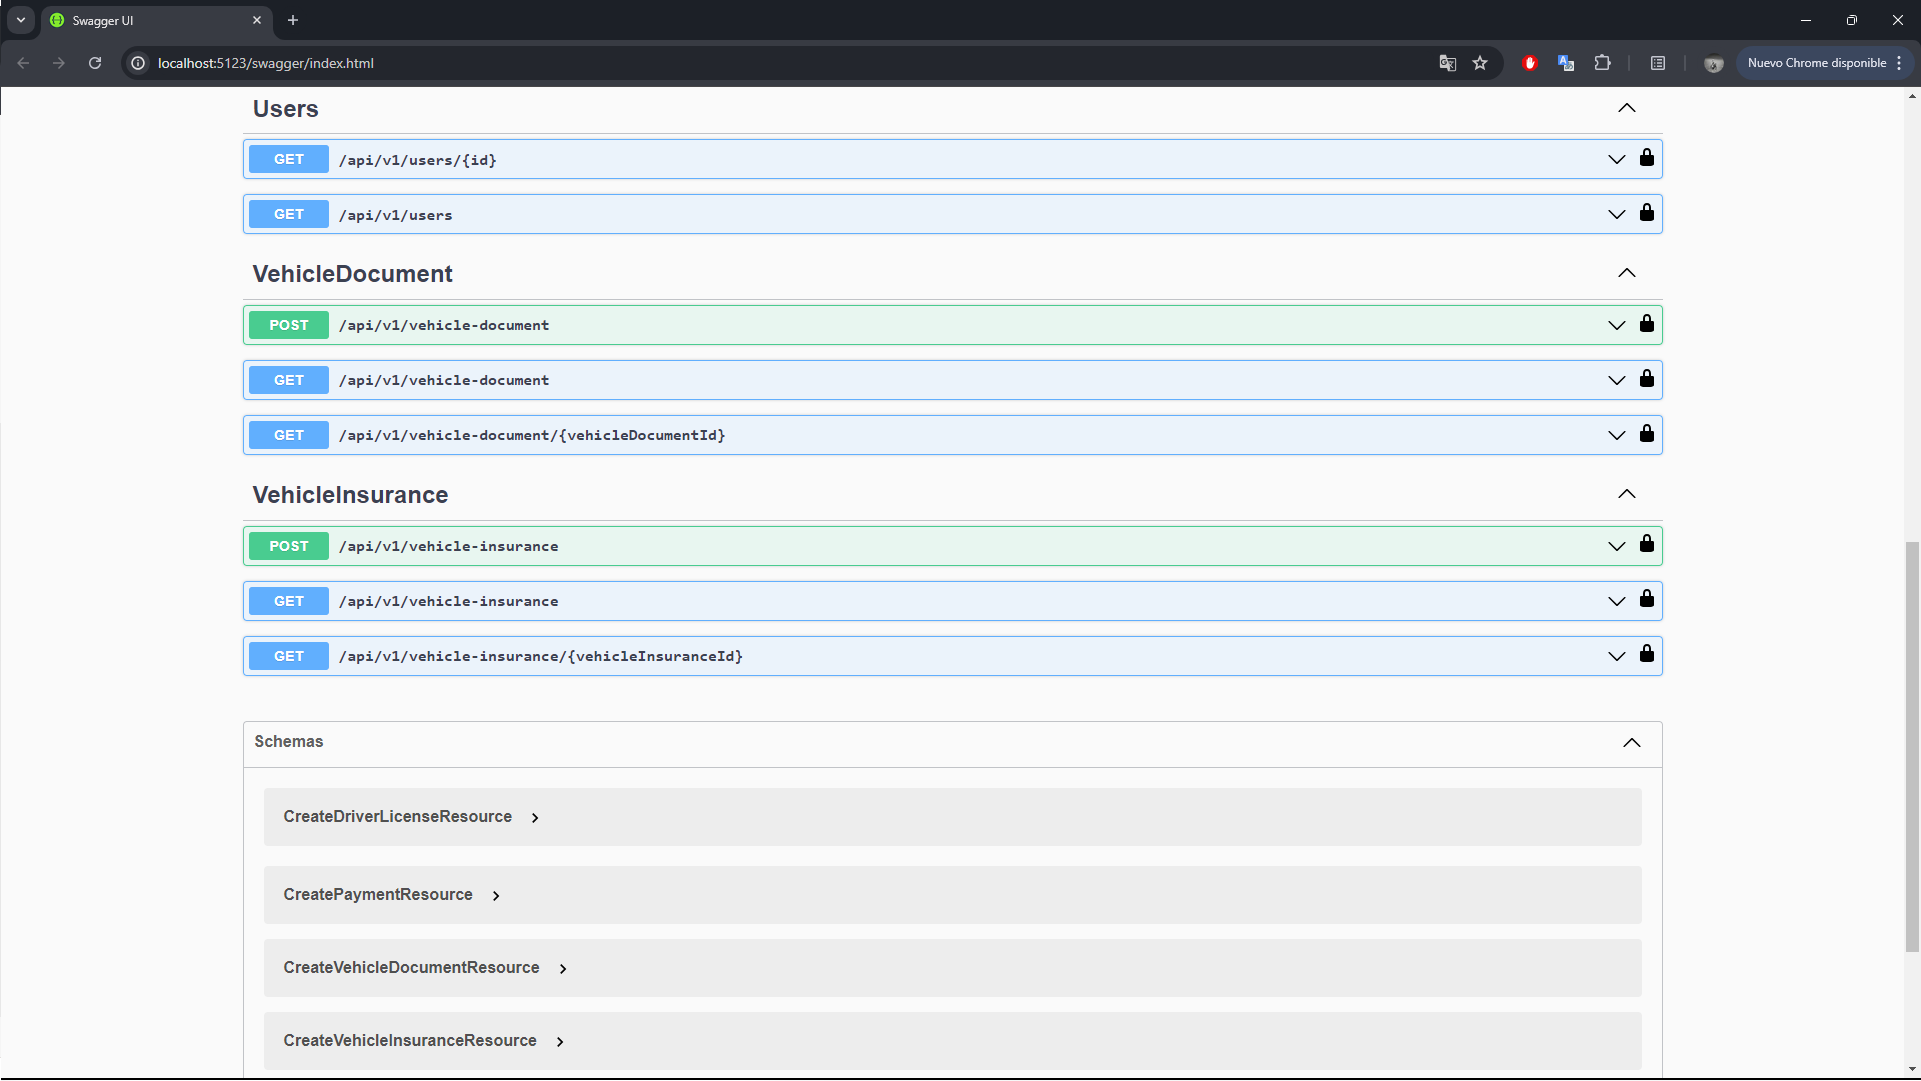 Swagger UI
localhost:5123/swagger/index.html
Nuevo Chrome disponible
Users
GET /api/v1/users/{id}
GET /api/v1/users
VehicleDocument
POST /api/v1/vehicle-document
GET /api/v1/vehicle-document
GET /api/v1/vehicle-document/{vehicleDocumentId}
VehicleInsurance
POST /api/v1/vehicle-insurance
GET /api/v1/vehicle-insurance
GET /api/v1/vehicle-insurance/{vehicleInsuranceId}
Schemas
CreateDriverLicenseResource
CreatePaymentResource
CreateVehicleDocumentResource
CreateVehicleInsuranceResource